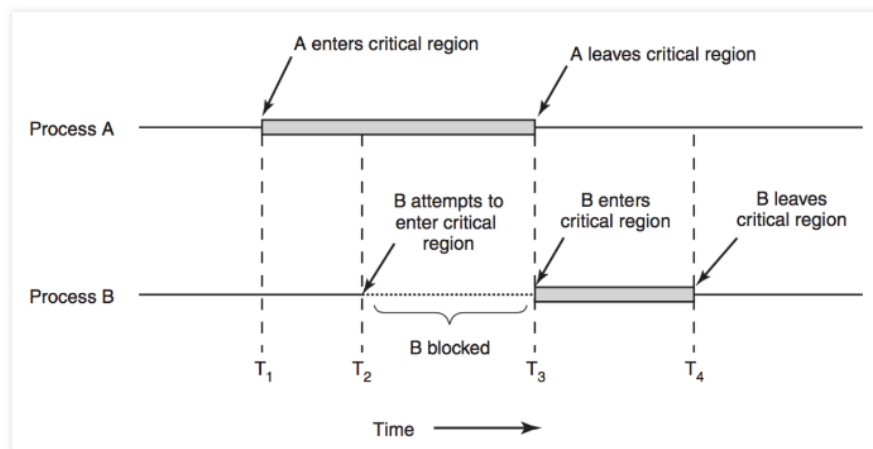 A enters critical region
A leaves critical region
Process A
B attempts to
enter critical
region
B enters
critical region
B leaves
critical region
Process B
B blocked
T1
T2
T3
T4
Time